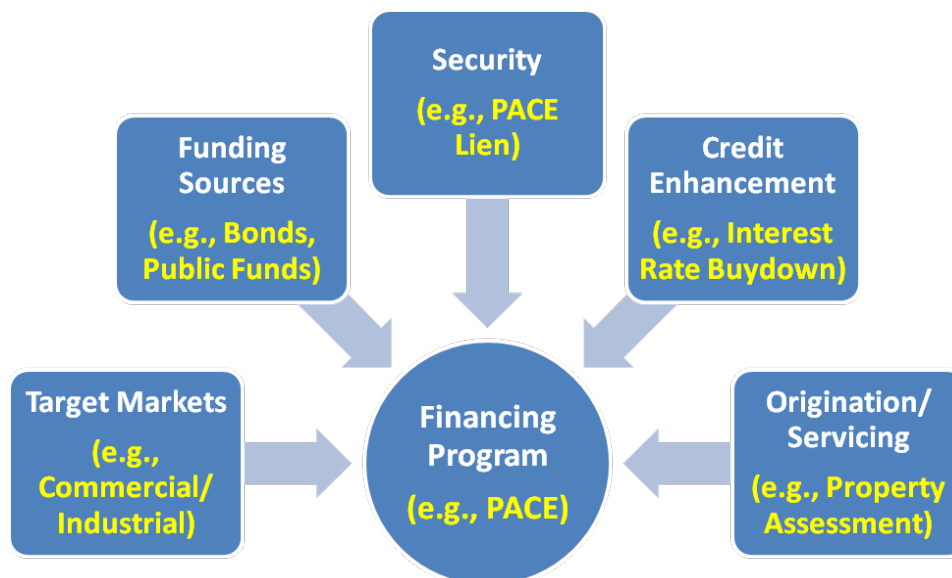 Security
(e.g., PACE
Lien)
Funding
Sources
(e.g., Bonds,
Public Funds)
Credit
Enhancement
(e.g., Interest
Rate Buydown)
Target Markets
(e.g.,
Commercial/
Industrial)
Financing
Program
(e.g., PACE)
Origination/
Servicing
(e.g., Property
Assessment)